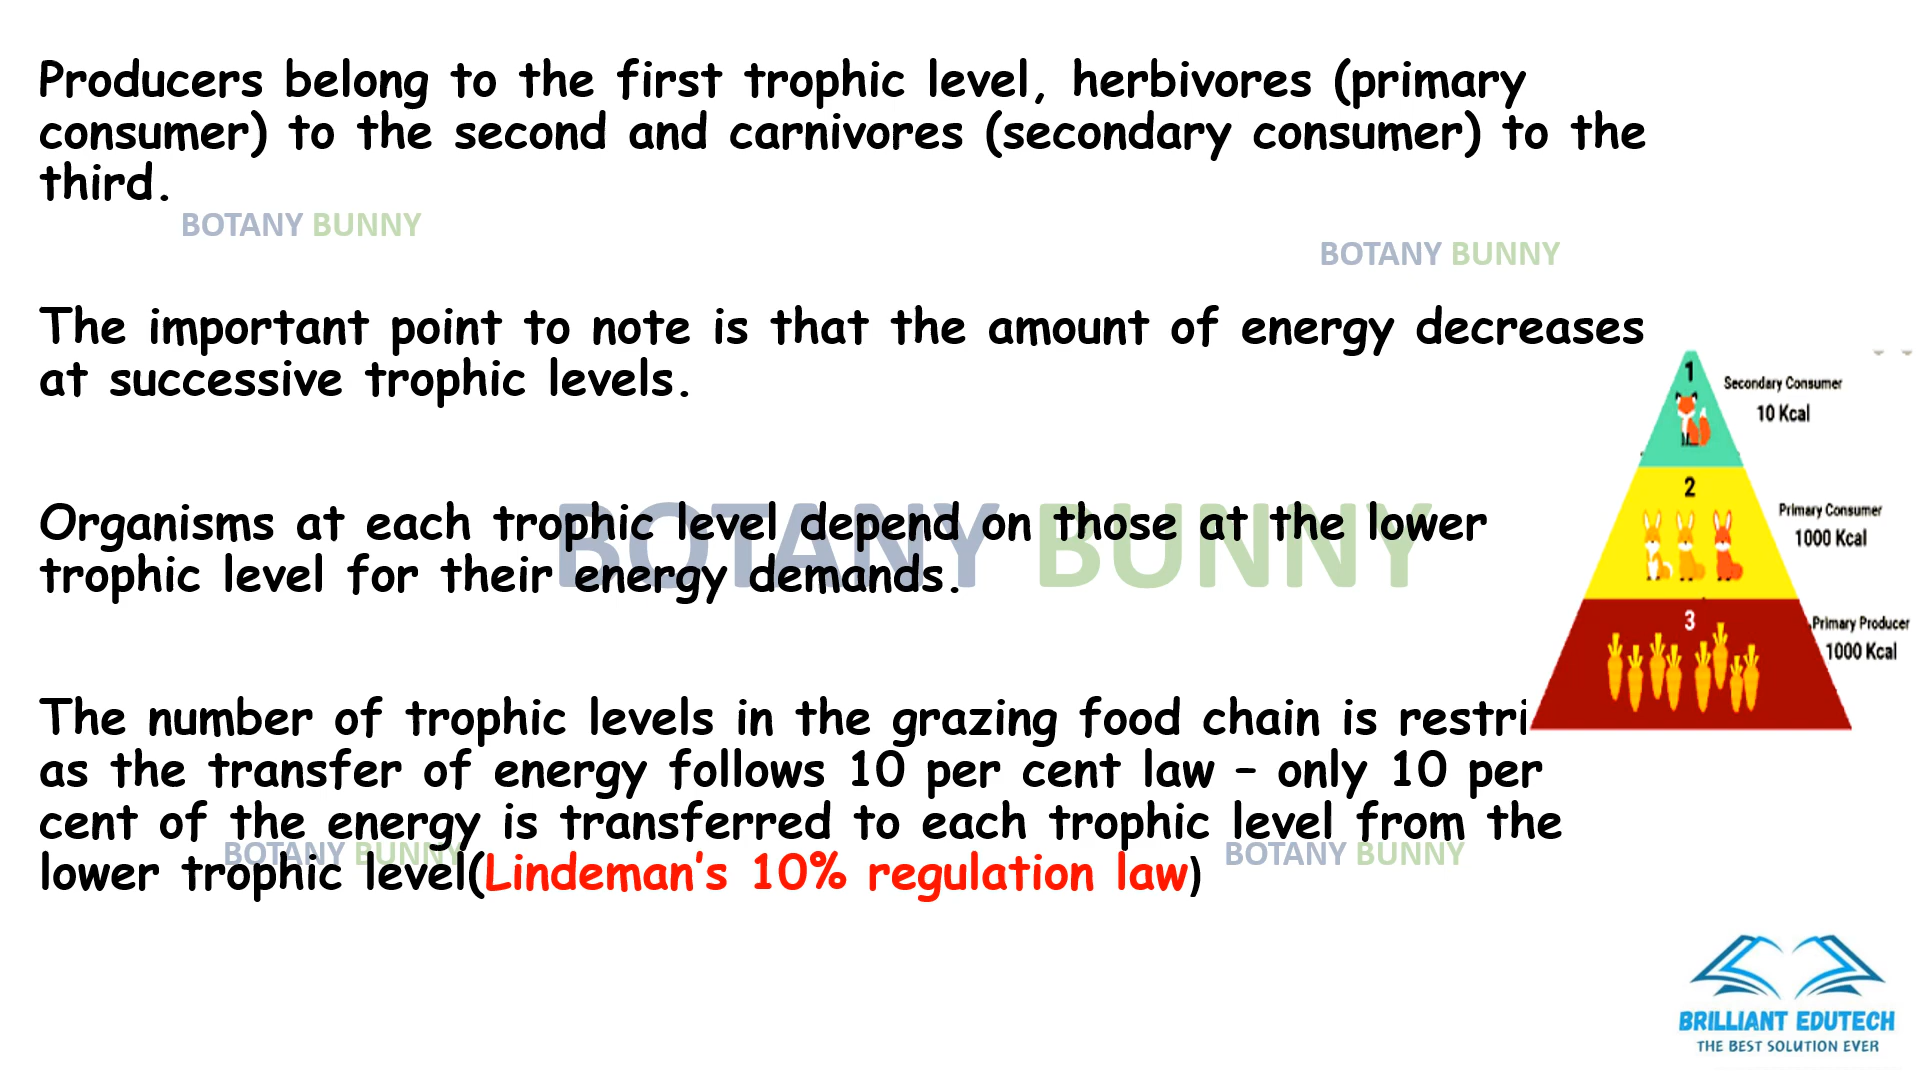 Producers belong to the first trophic level, herbivores (primary
consumer) to the second and carnivores (secondary consumer) to the
third.
BOTANY BUNNY
BOTANY BUNNY
The important point to note is that the amount of energy decreases
at successive trophic levels.
1
Secondary Consumer
10 Kcal
2
Primary Consumer
1000 Kcal
BOTANY BUNNY
Organisms at each trophic level depend on those at the lower
trophic level for their energy demands.
3
Primary Producer
1000 Kcal
The number of trophic levels in the grazing food chain is restri
as the transfer of energy follows 10 per cent law – only 10 per
cent of the energy is transferred to each trophic level from the
lower trophic level(Lindeman's 10% regulation law)
BOTANY BUNNY
BOTANY BUNNY
BRILLIANT EDUTECH
THE BEST SOLUTION EVER